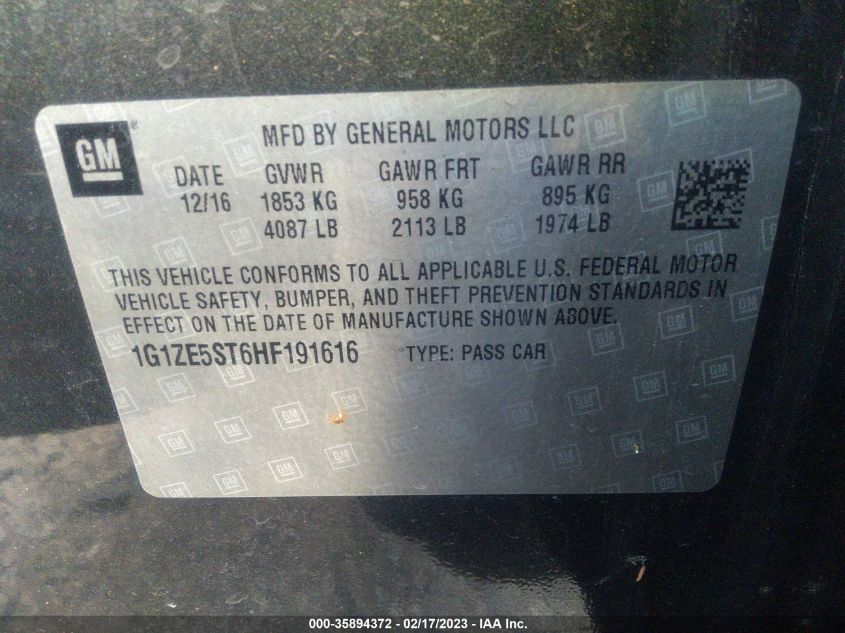 GM
MFD BY GENERAL MOTORS LLC
DATE GVWR GAWR FRT GAWR RR
12/16 1853 KG 958 KG 895 KG
4087 LB 2113 LB 1974 LB
THIS VEHICLE CONFORMS TO ALL APPLICABLE U.S. FEDERAL MOTOR
VEHICLE SAFETY, BUMPER, AND THEFT PREVENTION STANDARDS IN
EFFECT ON THE DATE OF MANUFACTURE SHOWN ABOVE.
1G1ZE5ST6HF191616 TYPE: PASS CAR
000-35894372 - 02/17/2023 - IAA Inc.